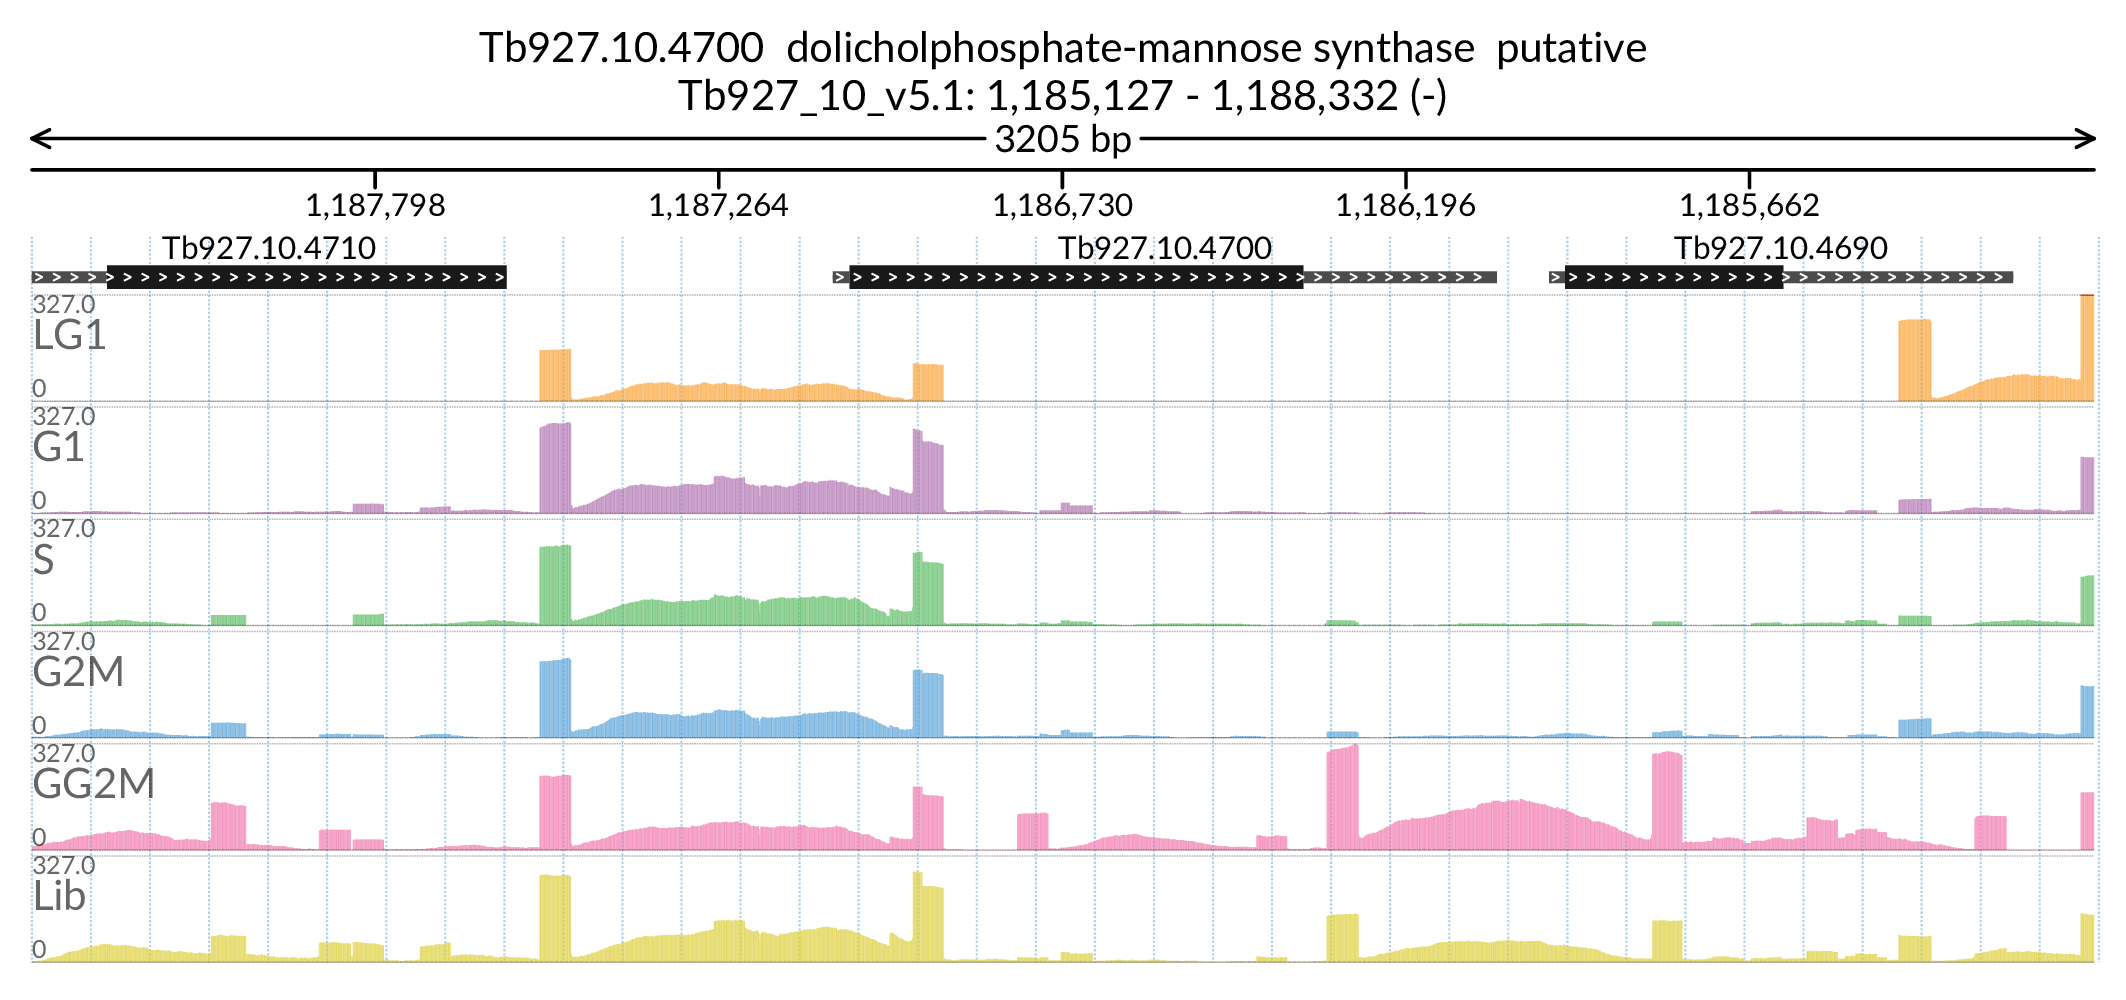 Tb927.10.4700  dolicholphosphate-mannose synthase  putative
Tb927_10_v5.1: 1,185,127 - 1,188,332 (-)
3205 bp
1,187,798 1,187,264 1,186,730 1,186,196 1,185,662
Tb927.10.4710 Tb927.10.4700 Tb927.10.4690
327.0
LG1
0
327.0
G1
0
327.0
S
0
327.0
G2M
0
327.0
GG2M
0
327.0
Lib
0